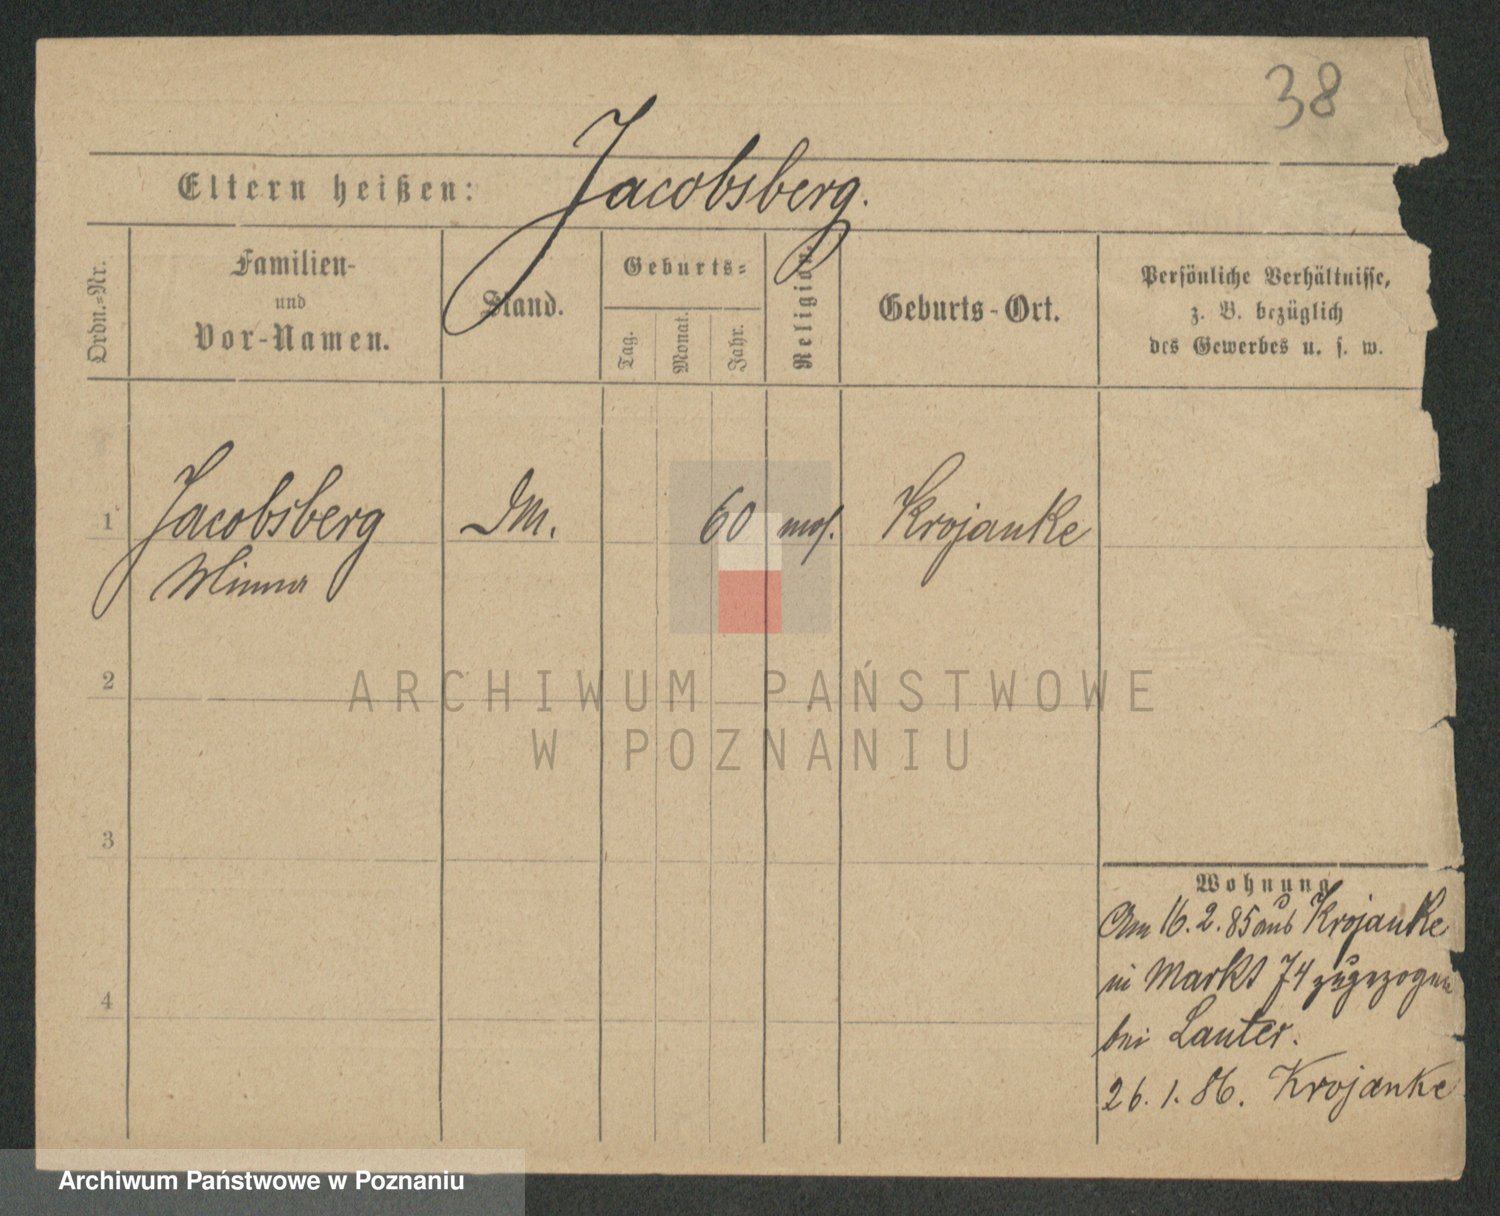 38
Eltern heißen: Jacobsberg.
Ordn.=Nr.
Familien-
und
Vor-Namen.
Stand.
Geburts=
Tag.
Monat.
Jahr.
Religion.
Geburts-Ort.
Persönliche Verhältnisse,
z. B. bezüglich
des Gewerbes u. s. w.
1 Jacobsberg DM. 60 mos. Krojanke
Minna
2
ARCHIWUM PAŃSTWOWE
W POZNANIU
3
Wohnung
Am 16.2.85 aus Krojanke
in Markt 74 zugezogen
4
bei Lauter.
26.1.86. Krojanke
Archiwum Państwowe w Poznaniu